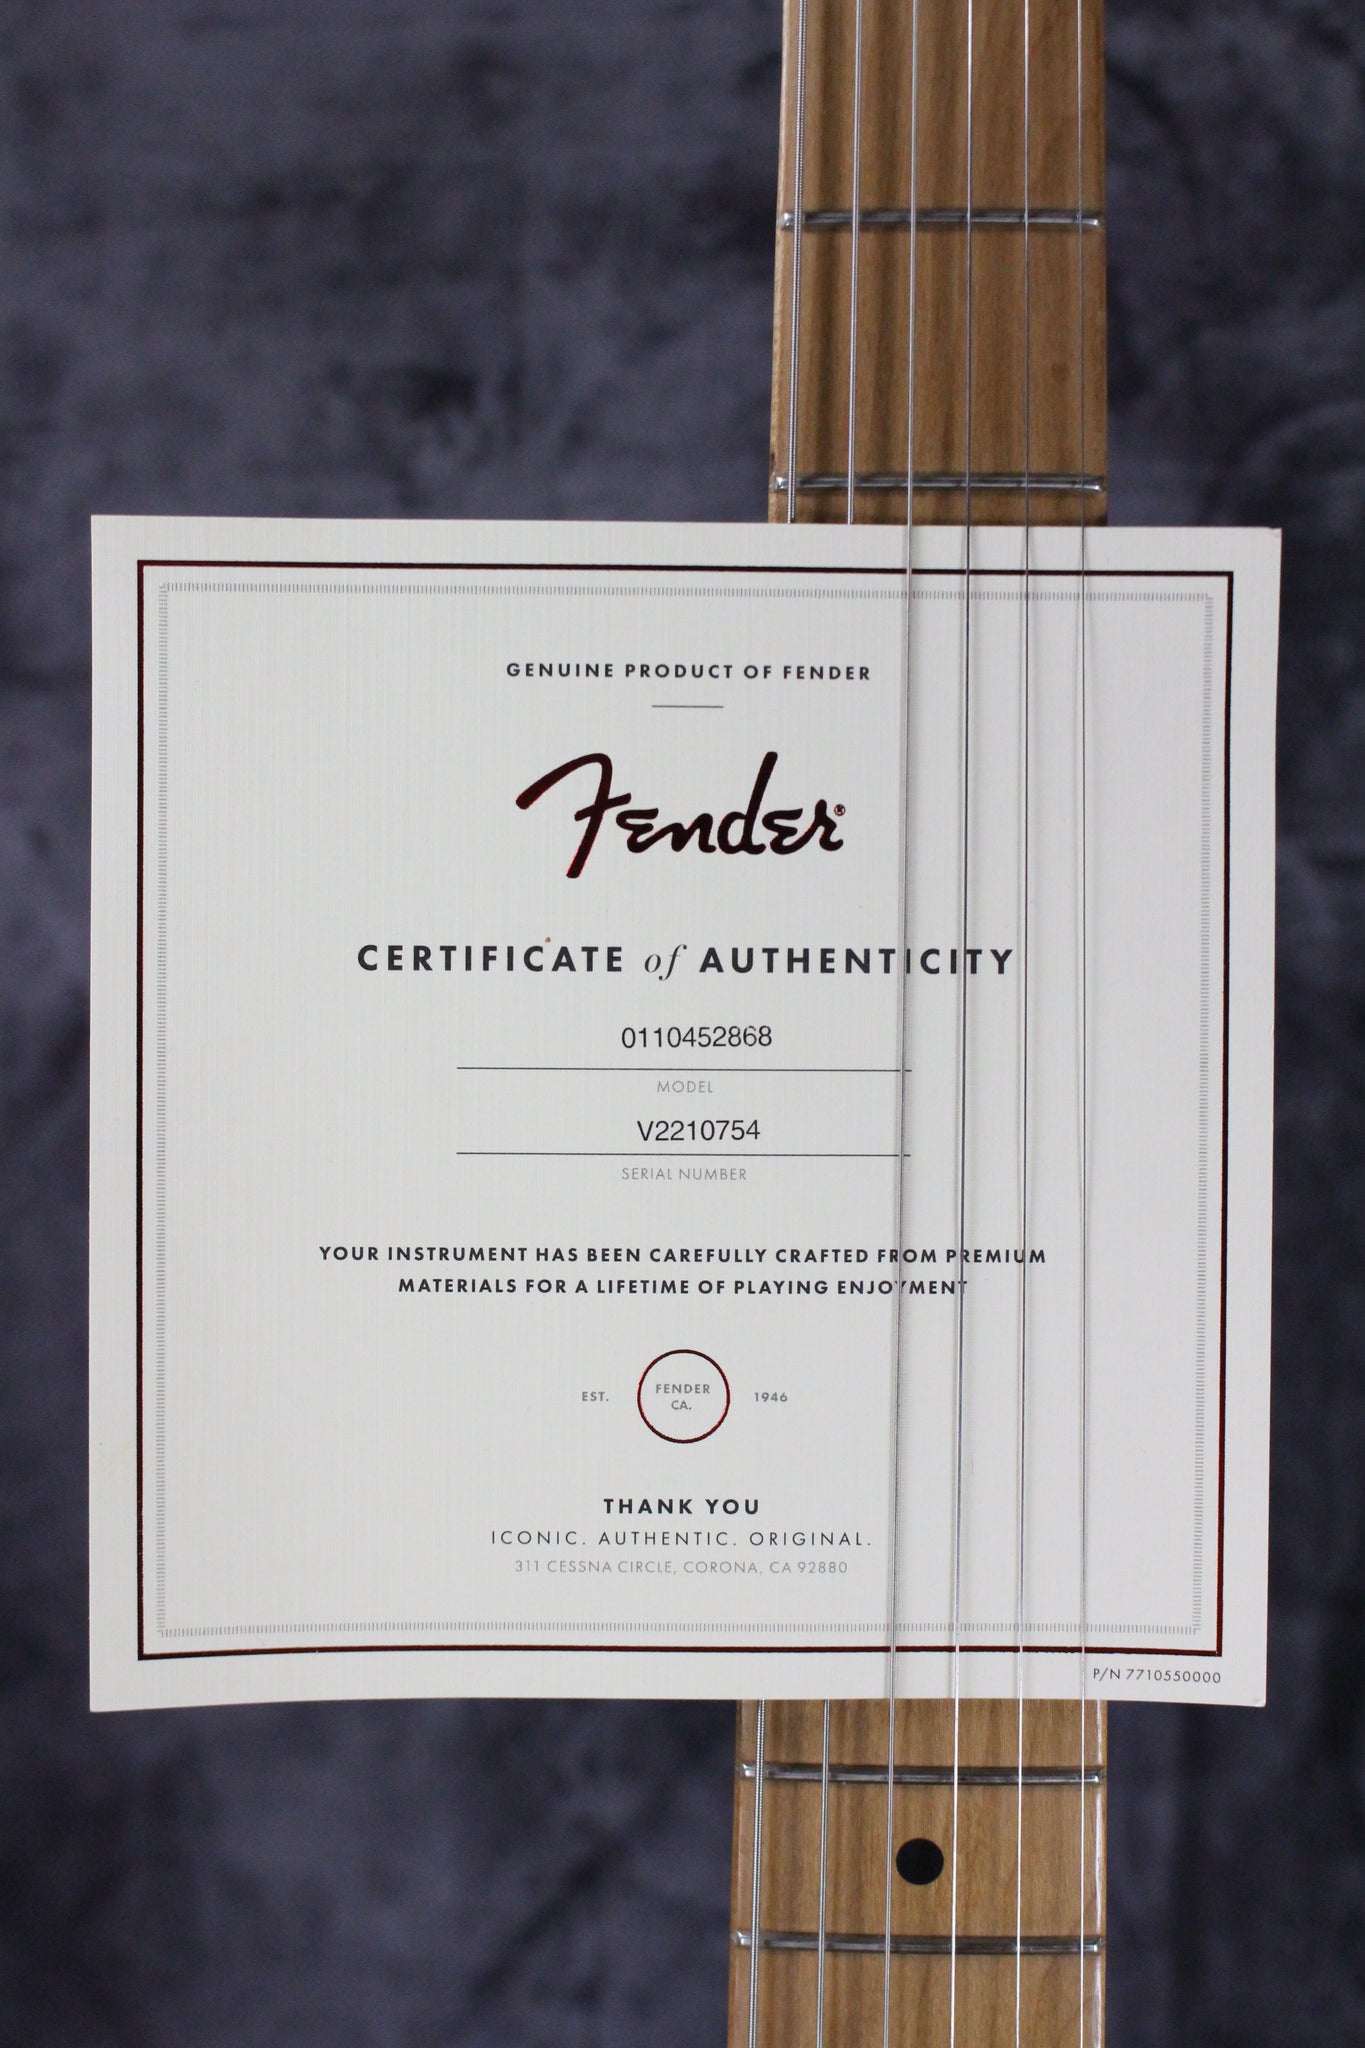 GENUINE PRODUCT OF FENDER
Fender®
CERTIFICATE of AUTHENTICITY
0110452868
MODEL
V2210754
SERIAL NUMBER
YOUR INSTRUMENT HAS BEEN CAREFULLY CRAFTED FROM PREMIUM
MATERIALS FOR A LIFETIME OF PLAYING ENJOYMENT
EST. FENDER CA. 1946
THANK YOU
ICONIC. AUTHENTIC. ORIGINAL.
311 CESSNA CIRCLE, CORONA, CA 92880
P/N 7710550000